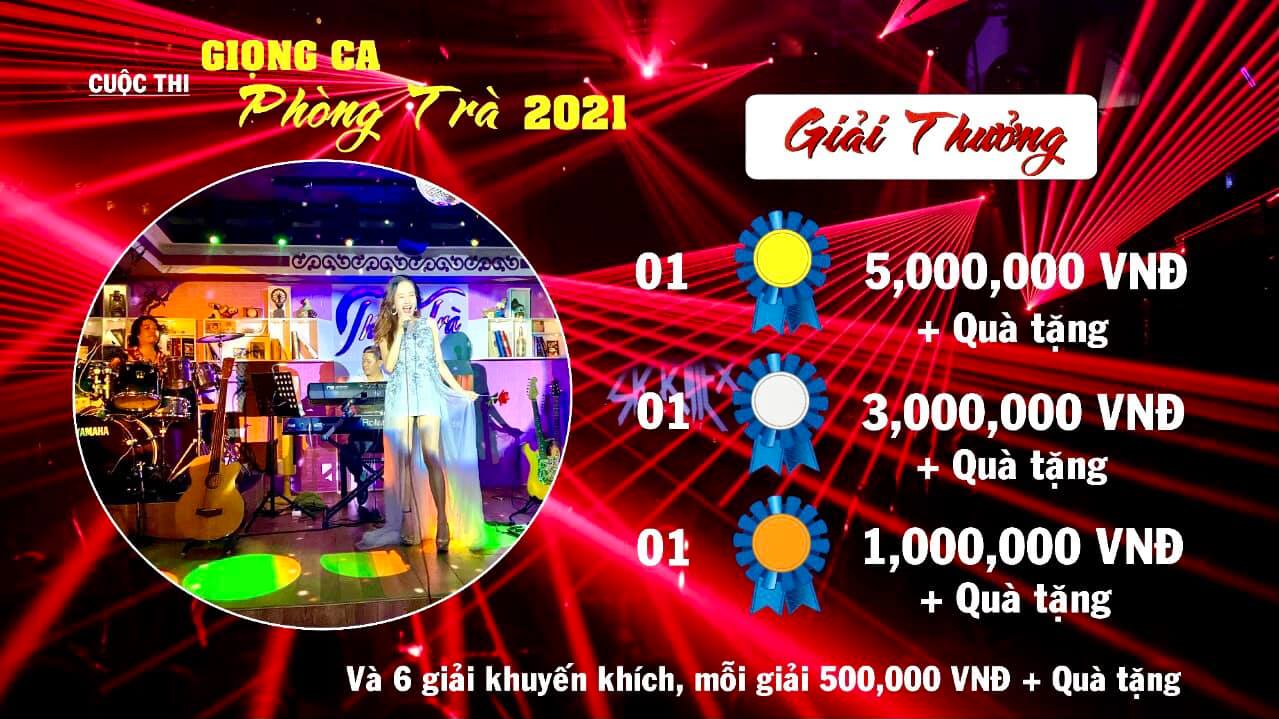 CUỘC THI
GIỌNG CA
Phòng Trà 2021
Giải Thưởng
01
5,000,000 VNĐ
+ Quà tặng
01
3,000,000 VNĐ
+ Quà tặng
01
1,000,000 VNĐ
+ Quà tặng
Và 6 giải khuyến khích, mỗi giải 500,000 VNĐ + Quà tặng
YAMAHA